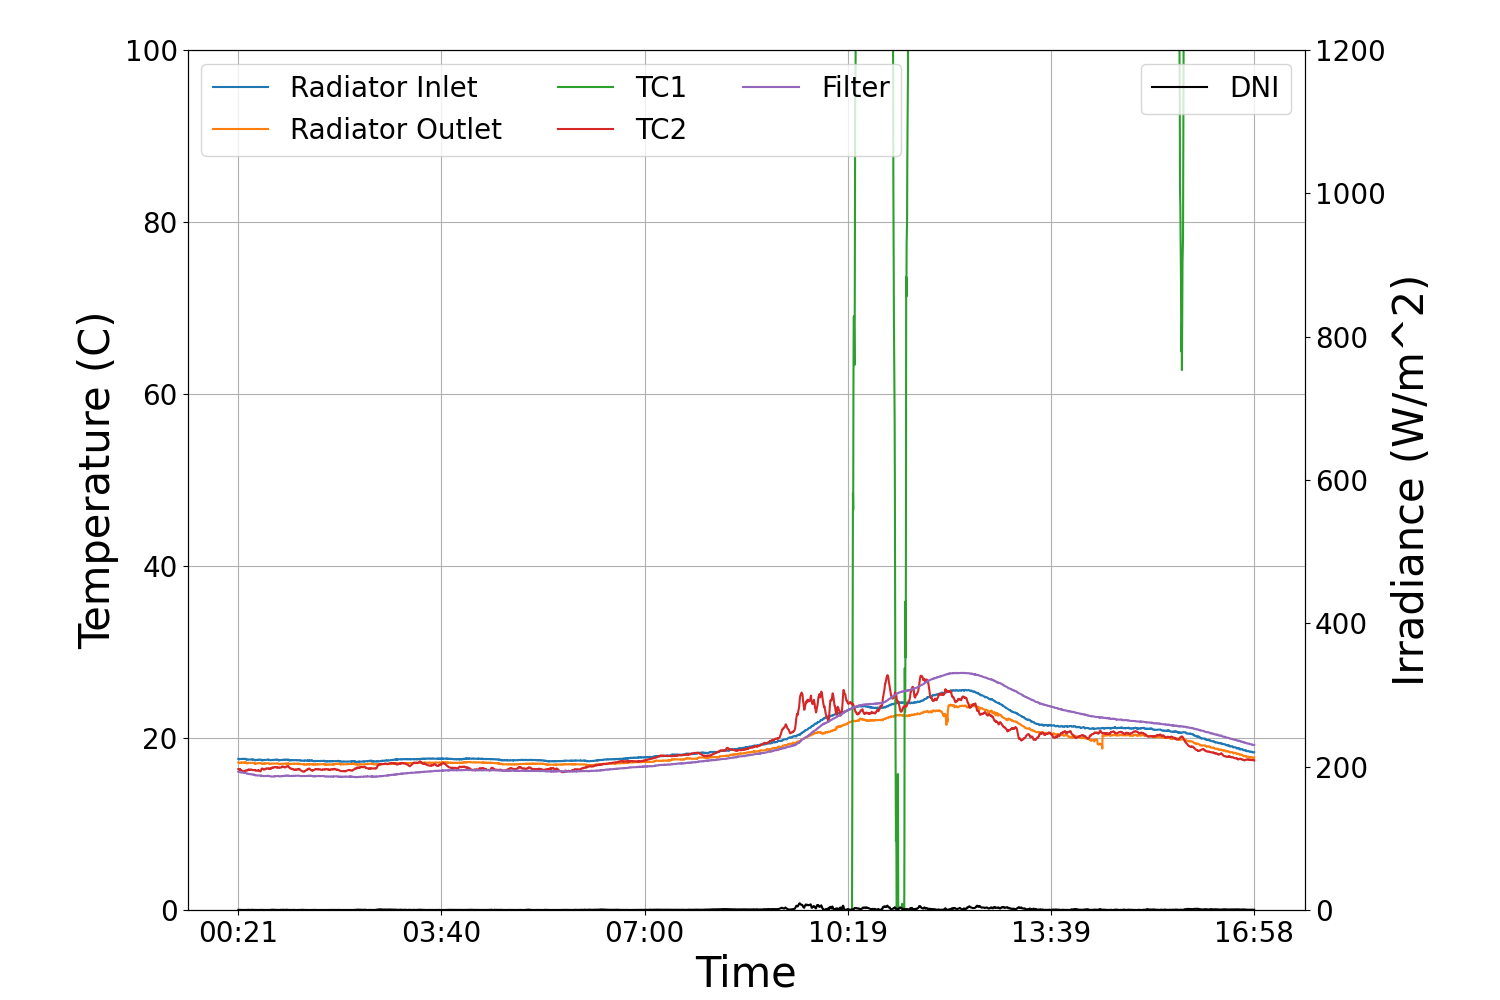 100
80
60
40
20
0
Temperature (C)
Radiator Inlet
Radiator Outlet
TC1
TC2
Filter
DNI
1200
1000
800
600
400
200
0
Irradiance (W/m^2)
00:21 03:40 07:00 10:19 13:39 16:58
Time